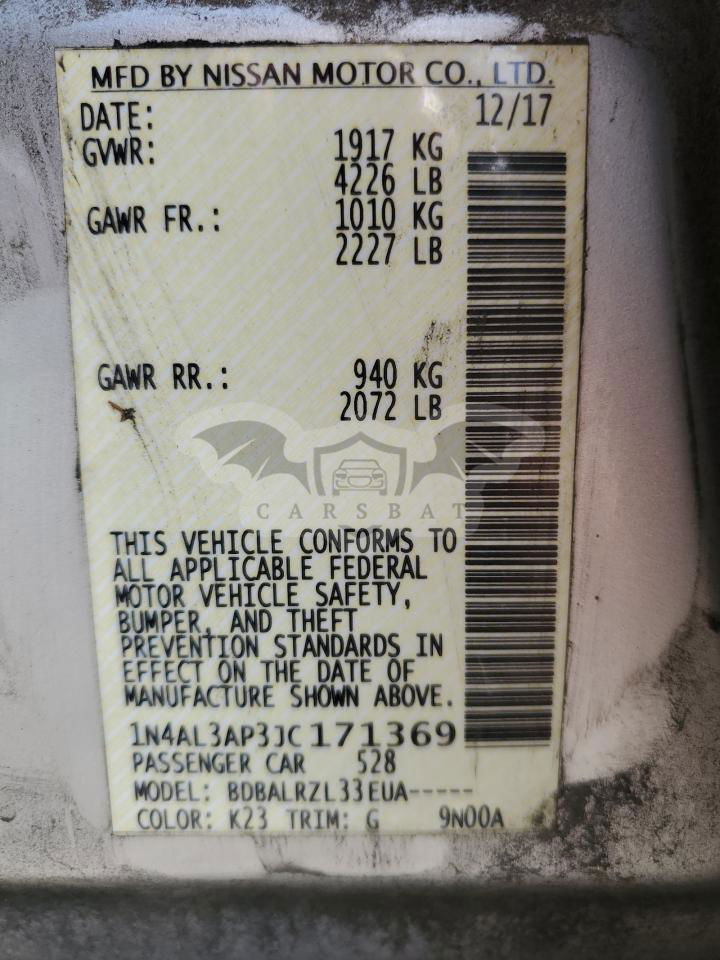 MFD BY NISSAN MOTOR CO., LTD.
DATE: 12/17
GVWR: 1917 KG
4226 LB
GAWR FR.: 1010 KG
2227 LB
GAWR RR.: 940 KG
2072 LB
CARSBAT
THIS VEHICLE CONFORMS TO
ALL APPLICABLE FEDERAL
MOTOR VEHICLE SAFETY,
BUMPER, AND THEFT
PREVENTION STANDARDS IN
EFFECT ON THE DATE OF
MANUFACTURE SHOWN ABOVE.
1N4AL3AP3JC171369
PASSENGER CAR 528
MODEL: BDBALRZL33EUA-----
COLOR: K23 TRIM: G 9N00A